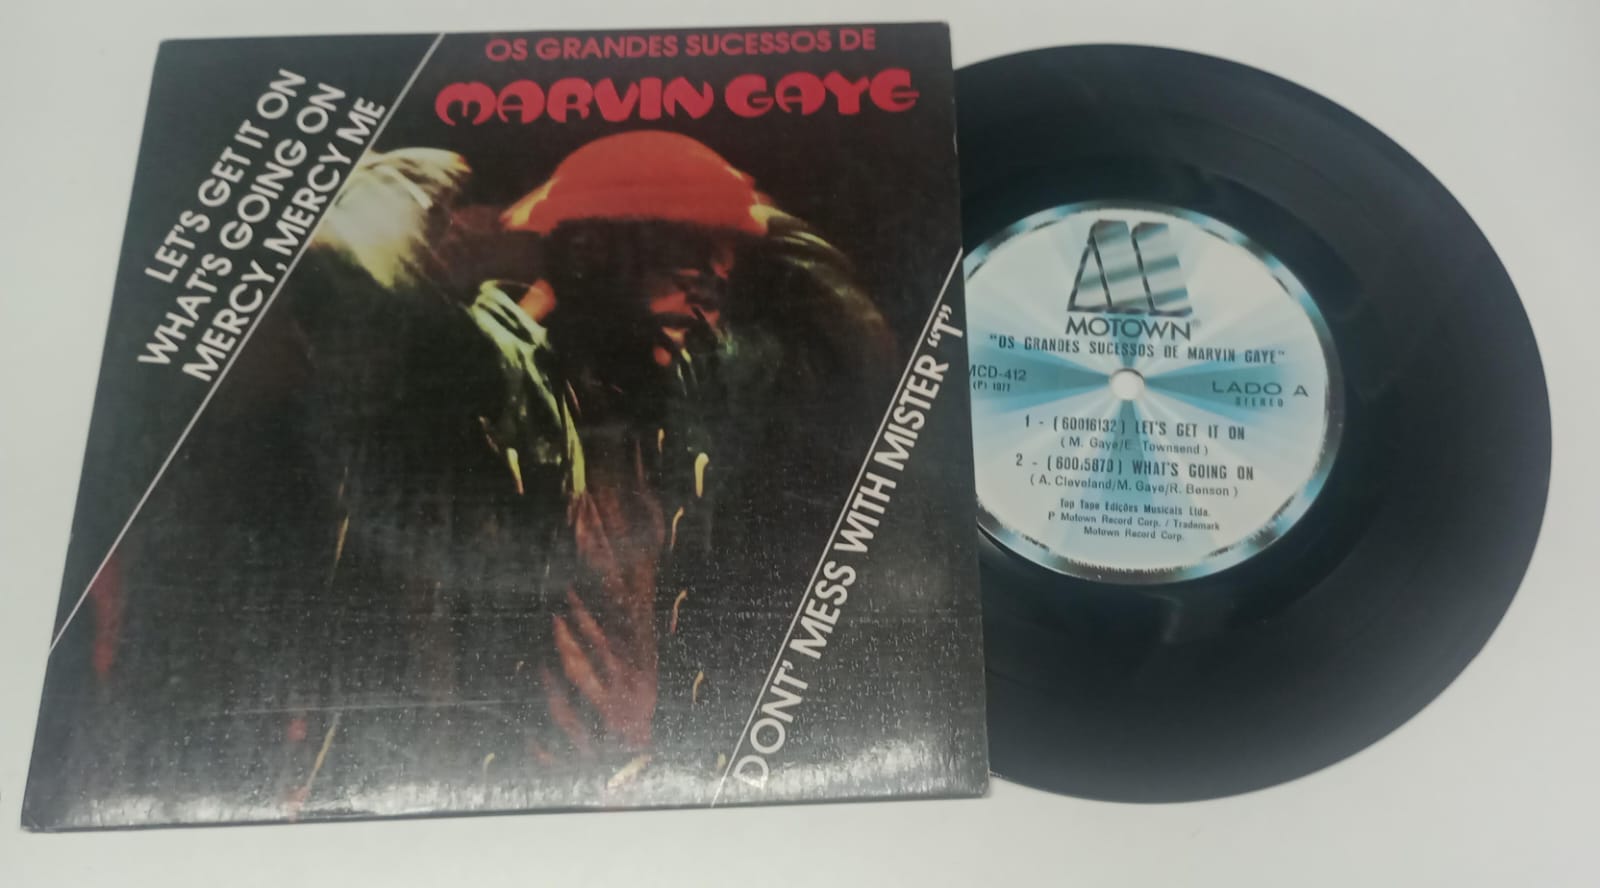 OS GRANDES SUCESSOS DE
MARVIN GAYE
LET'S GET IT ON
WHAT'S GOING ON
MERCY, MERCY ME
DONT' MESS WITH MISTER "T"
MOTOWN®
"OS GRANDES SUCESSOS DE MARVIN GAYE"
MCD-412
(P) 1977
LADO A
STEREO
1 - (60016132) LET'S GET IT ON
(M. Gaye/E. Townsend)
2 - (600.5870) WHAT'S GOING ON
(A. Cleveland/M. Gaye/R. Benson)
Top Tape Edições Musicais Ltda.
P Motown Record Corp. / Trademark
Motown Record Corp.